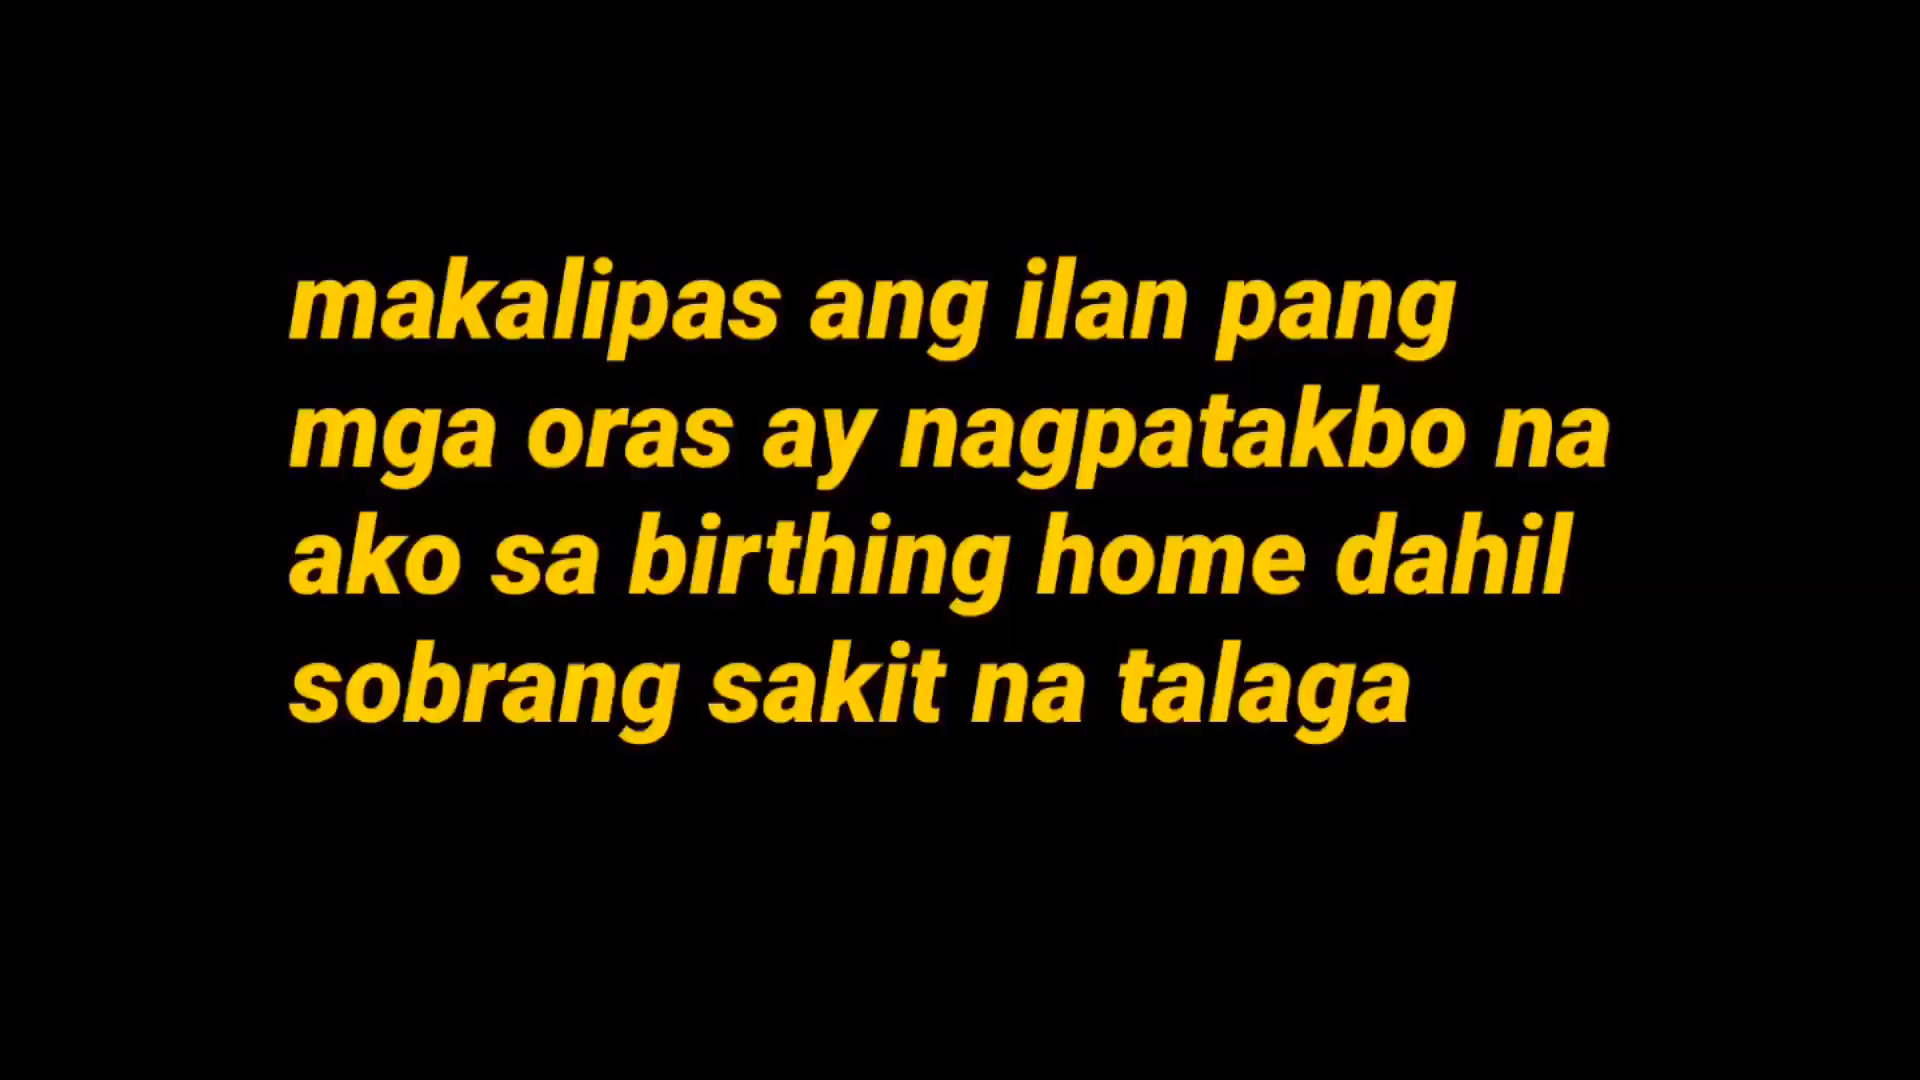 makalipas ang ilan pang
mga oras ay nagpatakbo na
ako sa birthing home dahil
sobrang sakit na talaga